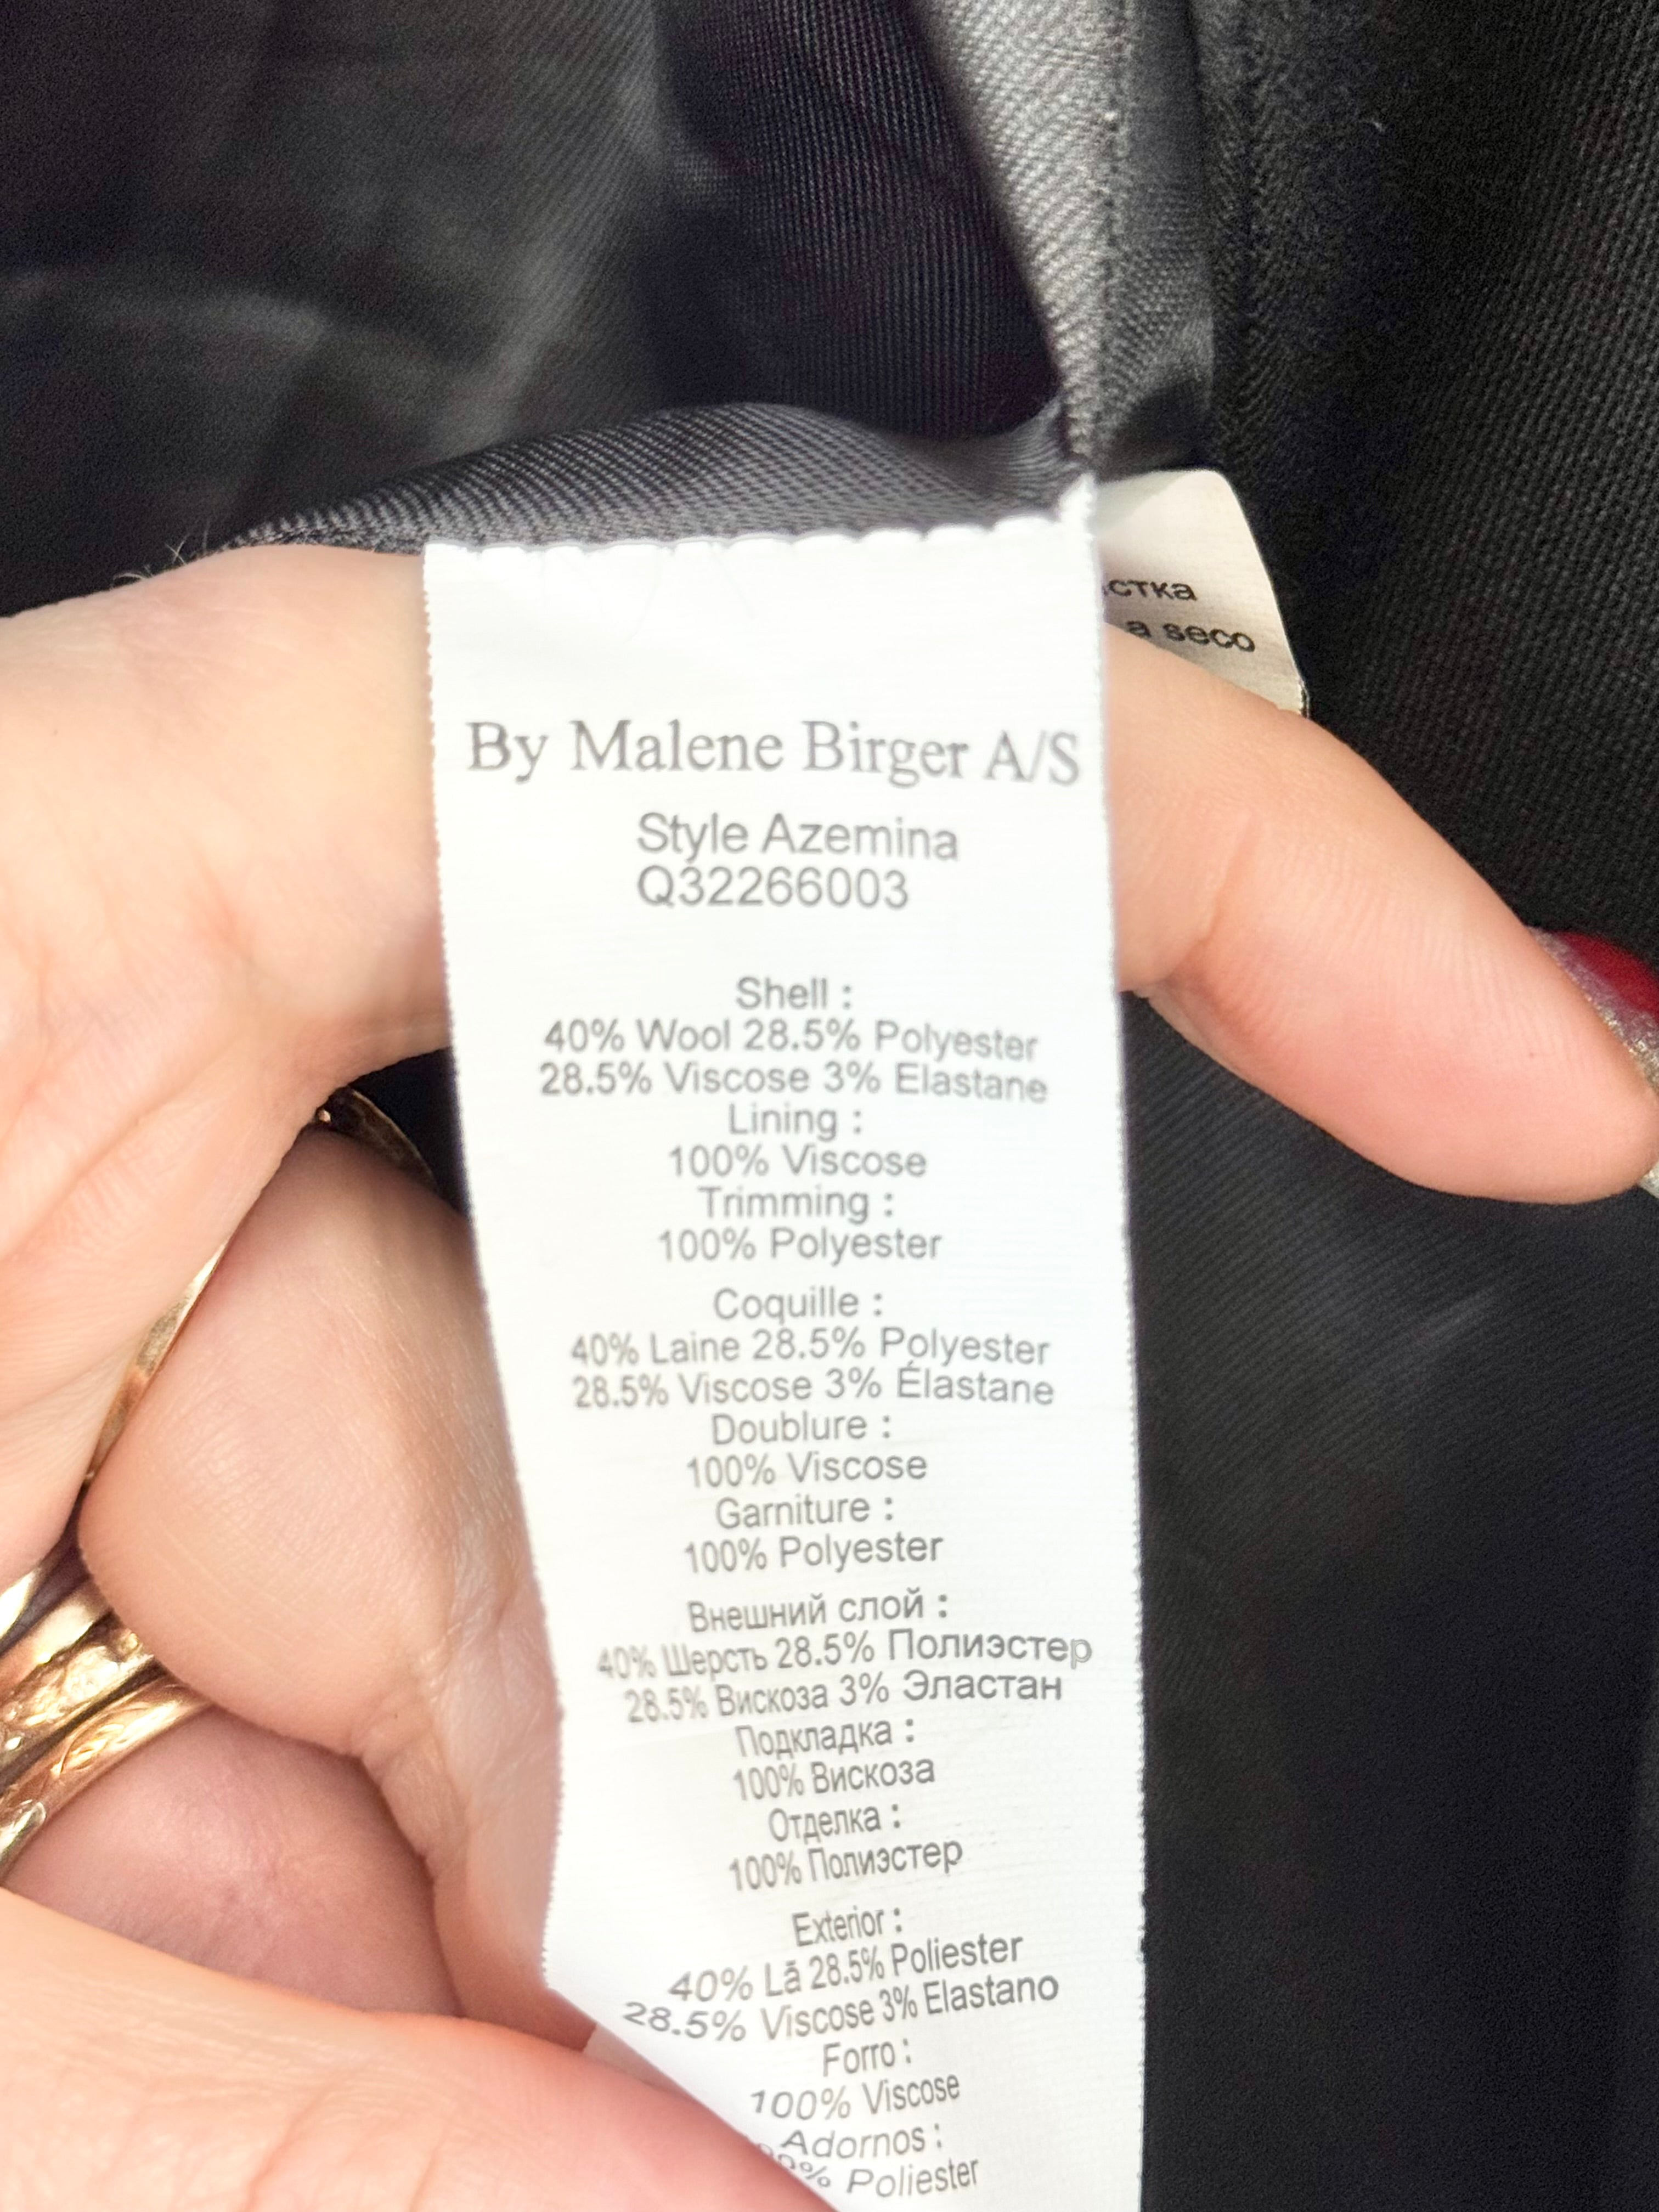 стка
a seco
By Malene Birger A/S
Style Azemina
Q32266003
Shell :
40% Wool 28.5% Polyester
28.5% Viscose 3% Elastane
Lining :
100% Viscose
Trimming :
100% Polyester
Coquille :
40% Laine 28.5% Polyester
28.5% Viscose 3% Élastane
Doublure :
100% Viscose
Garniture :
100% Polyester
Внешний слой :
40% Шерсть 28.5% Полиэстер
28.5% Вискоза 3% Эластан
Подкладка :
100% Вискоза
Отделка :
100% Полиэстер
Exterior :
40% Lã 28.5% Poliester
28.5% Viscose 3% Elastano
Forro :
100% Viscose
Adornos :
Poliester